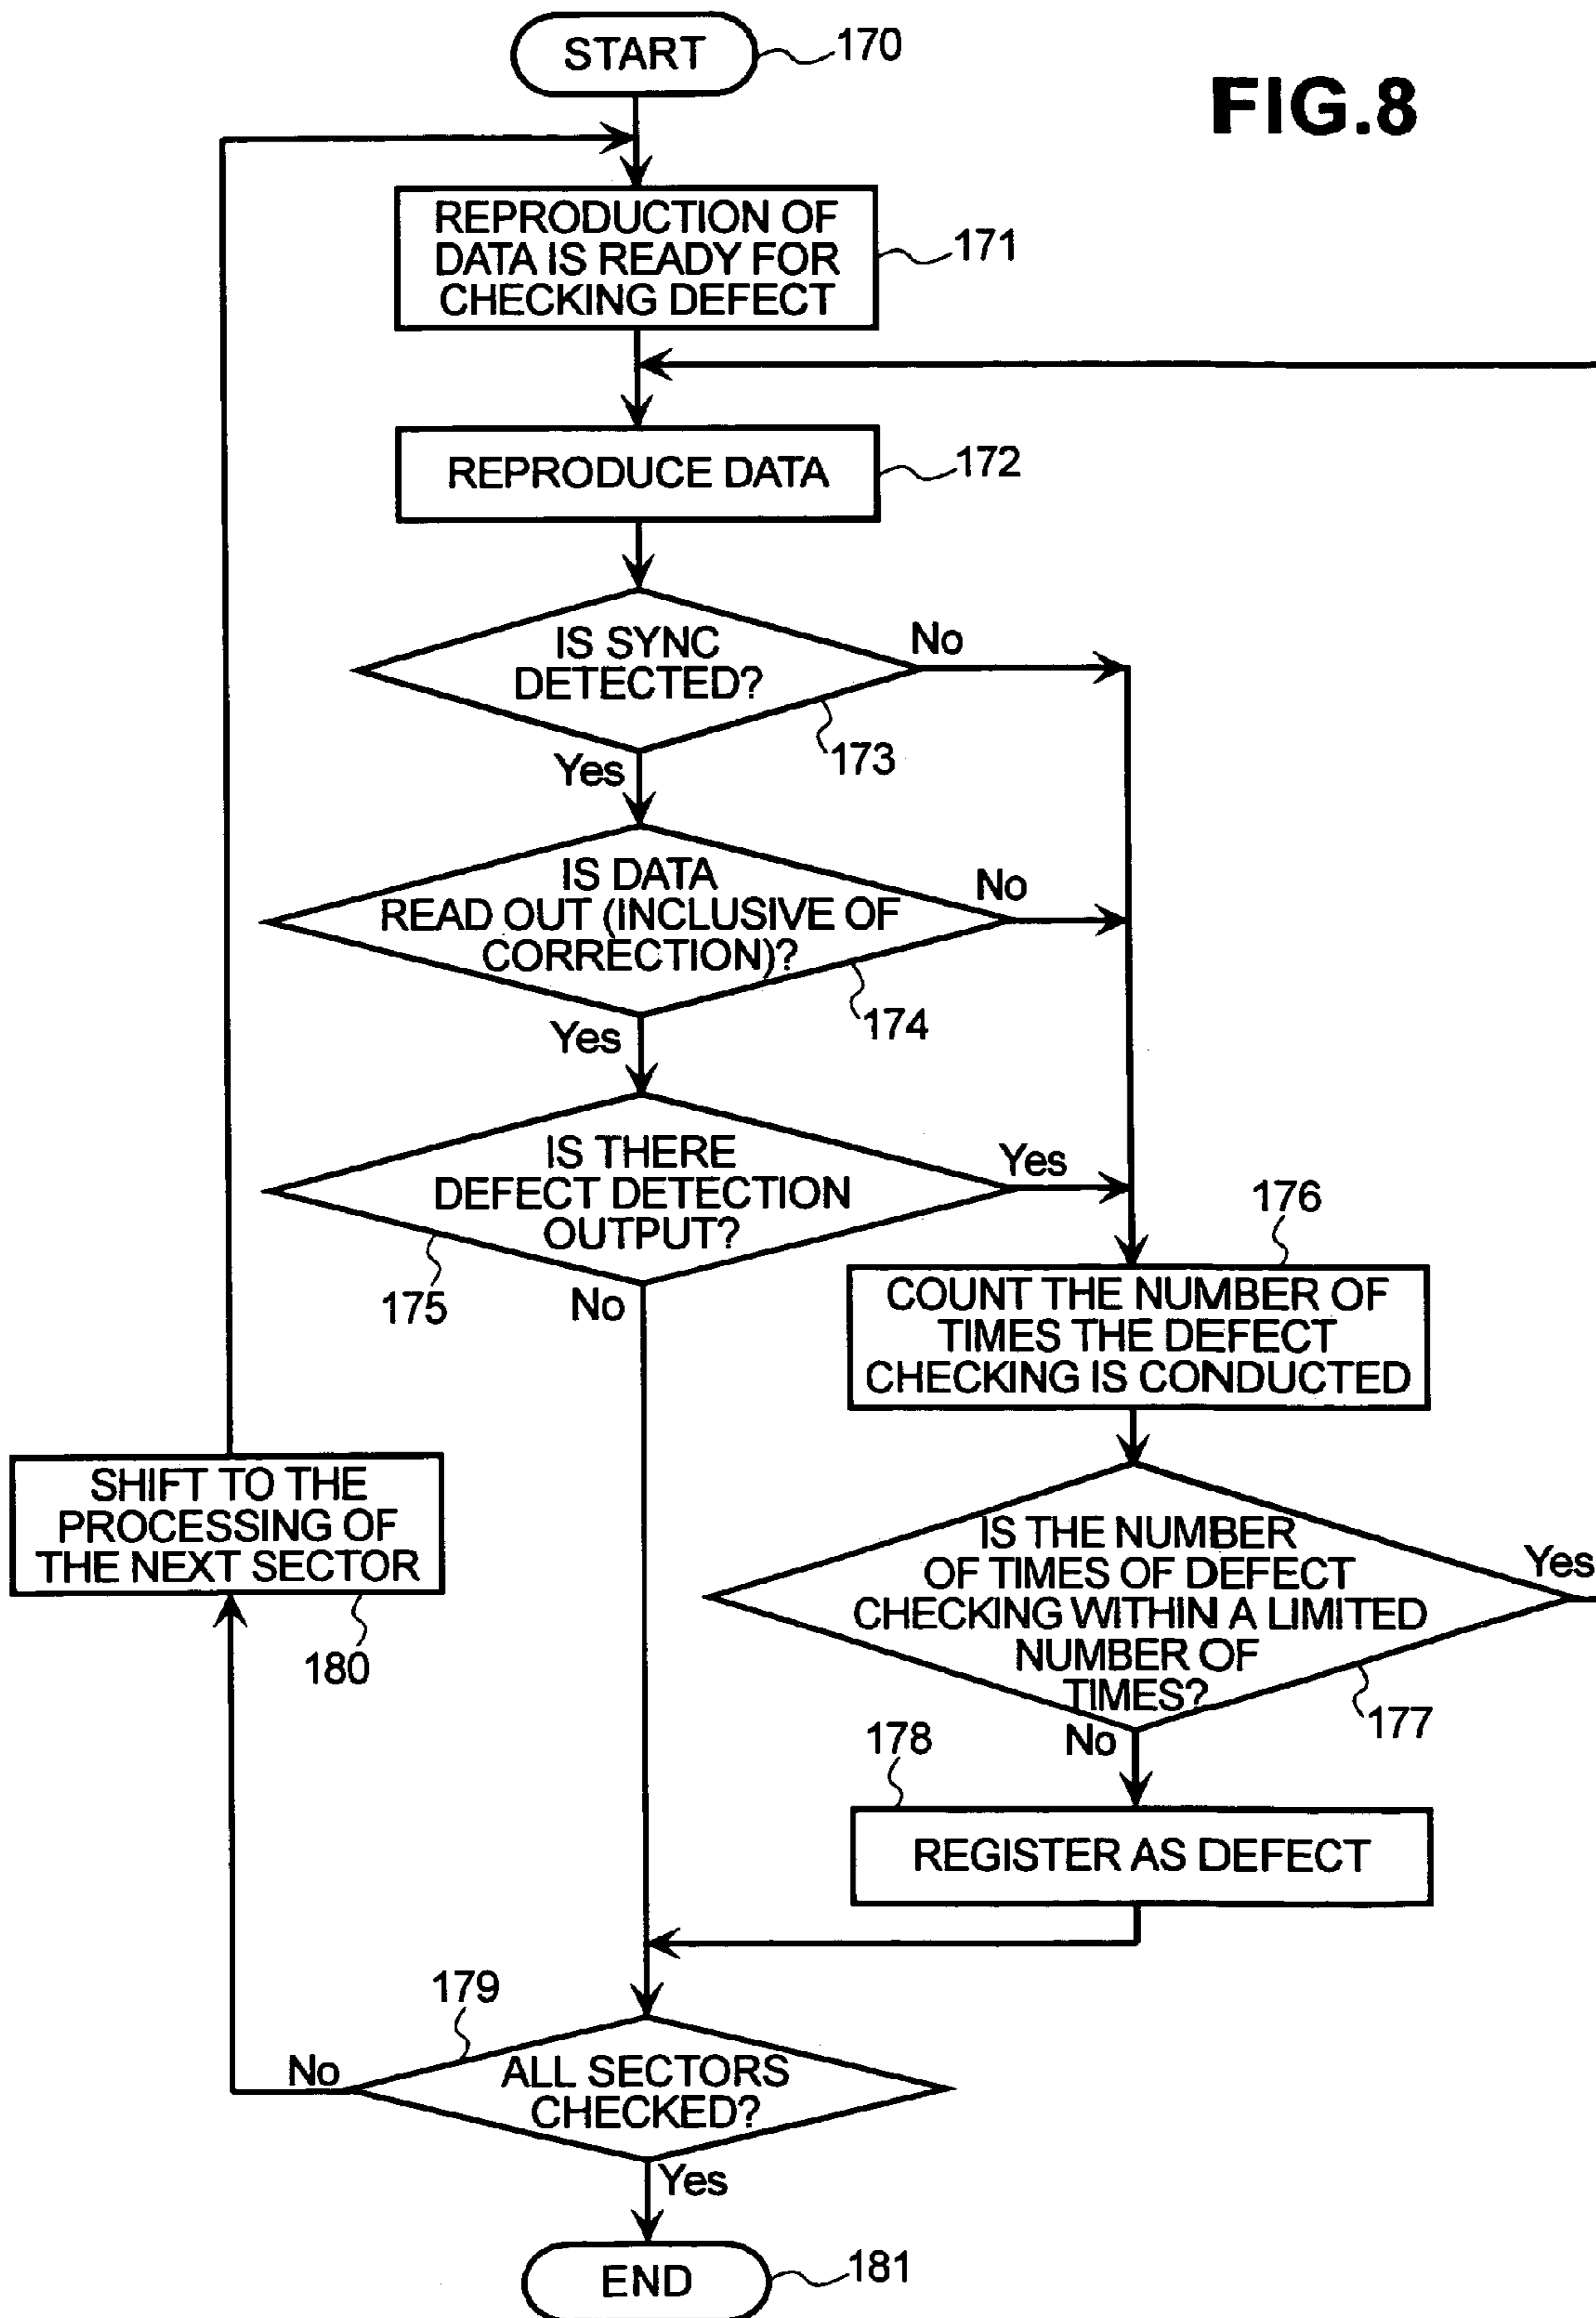 START
170
FIG.8
REPRODUCTION OF
DATA IS READY FOR
CHECKING DEFECT
171
REPRODUCE DATA
172
IS SYNC
DETECTED?
No
173
Yes
IS DATA
READ OUT (INCLUSIVE OF
CORRECTION)?
No
174
Yes
IS THERE
DEFECT DETECTION
OUTPUT?
Yes
175
No
176
COUNT THE NUMBER OF
TIMES THE DEFECT
CHECKING IS CONDUCTED
SHIFT TO THE
PROCESSING OF
THE NEXT SECTOR
180
IS THE NUMBER
OF TIMES OF DEFECT
CHECKING WITHIN A LIMITED
NUMBER OF
TIMES?
Yes
177
No
178
REGISTER AS DEFECT
179
ALL SECTORS
CHECKED?
No
Yes
END
181